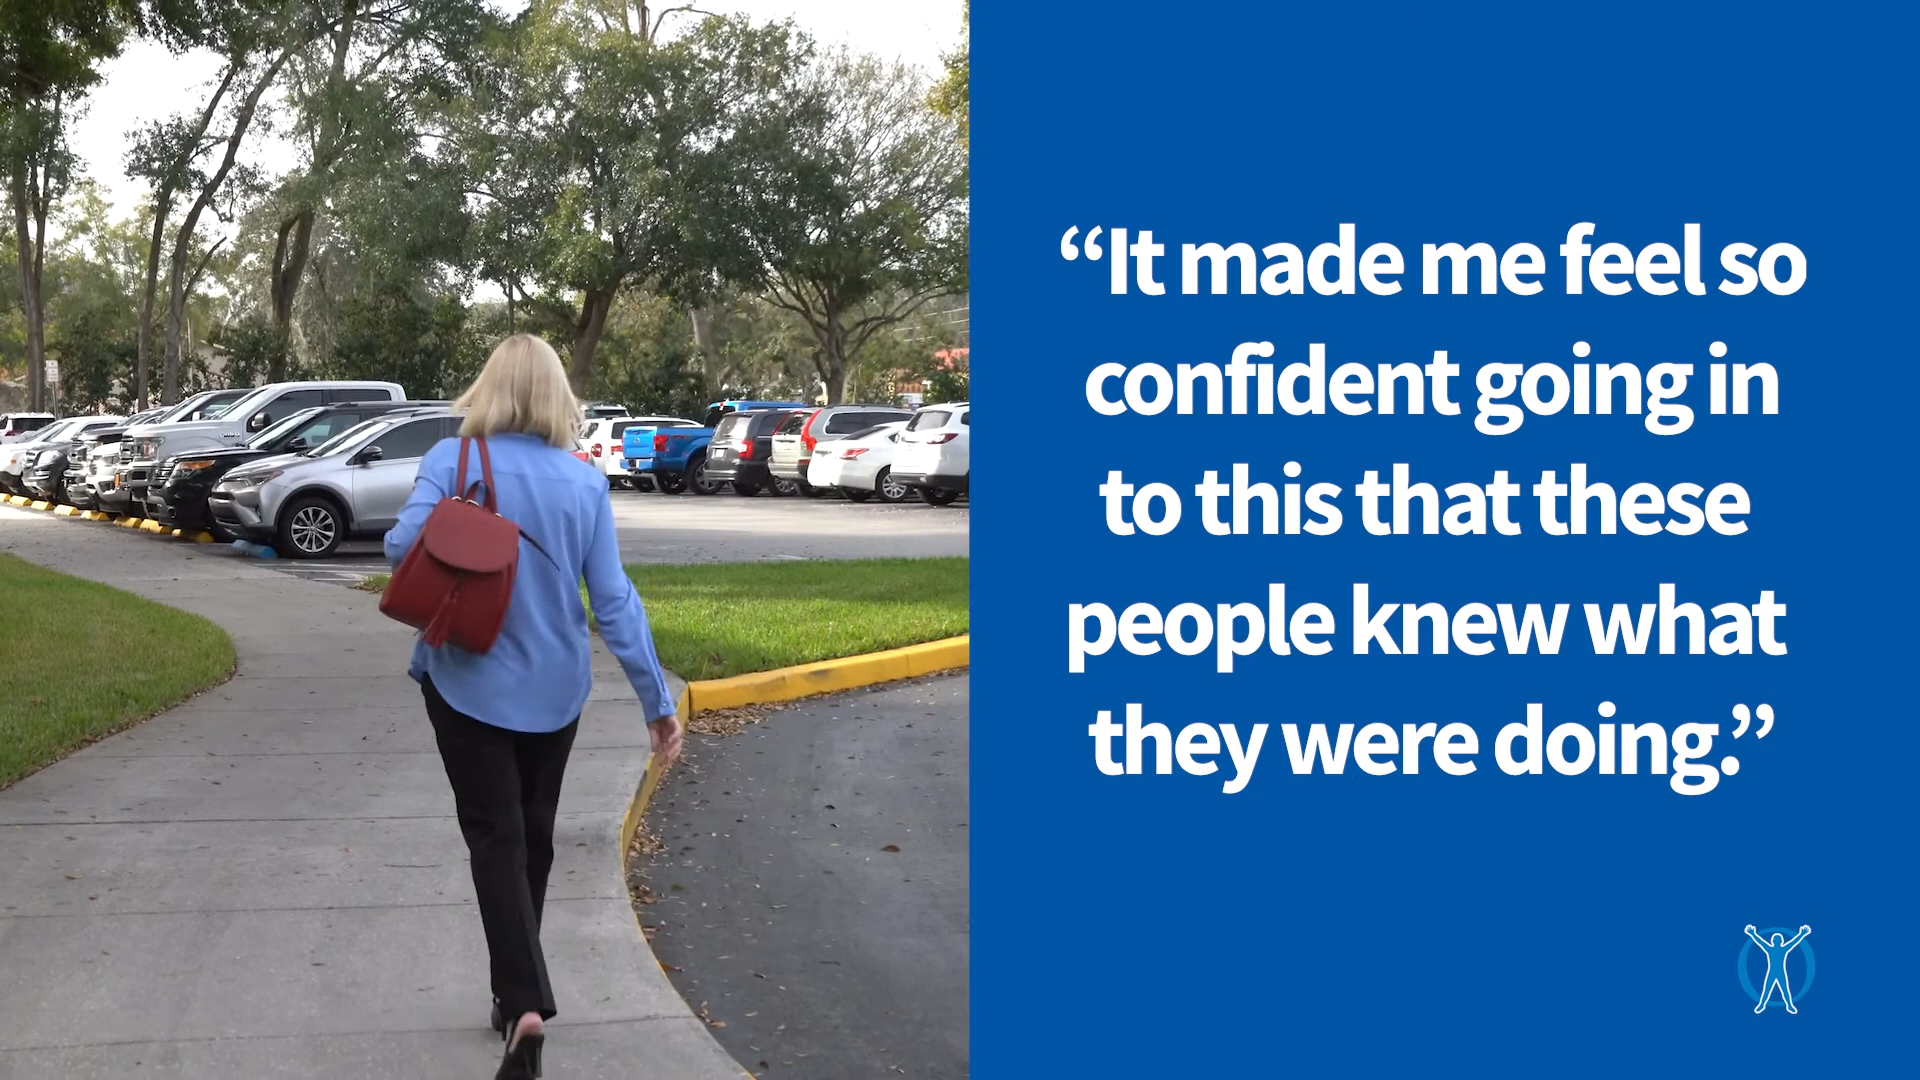 “It made me feel so
confident going in
to this that these
people knew what
they were doing.”